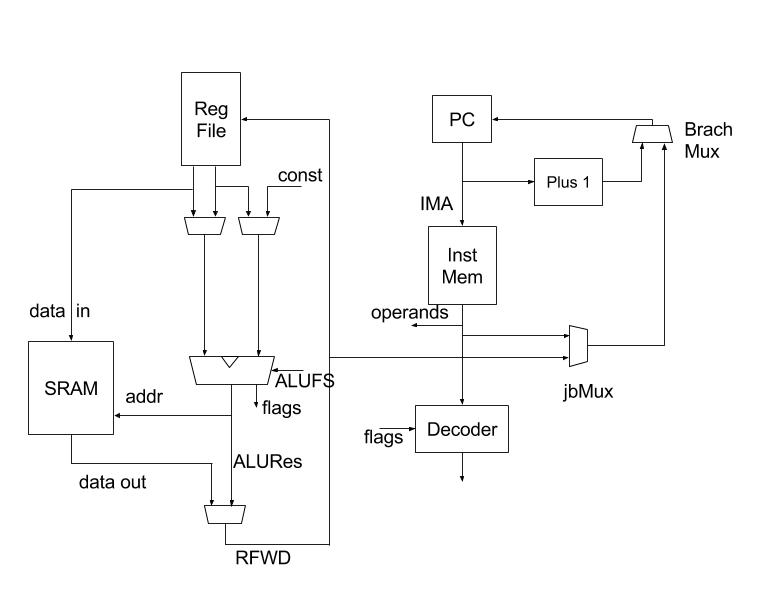 Reg
File
PC
Brach
Mux
const
Plus 1
IMA
Inst
Mem
data in
operands
SRAM
addr
ALUFS
flags
jbMux
flags
Decoder
ALURes
data out
RFWD